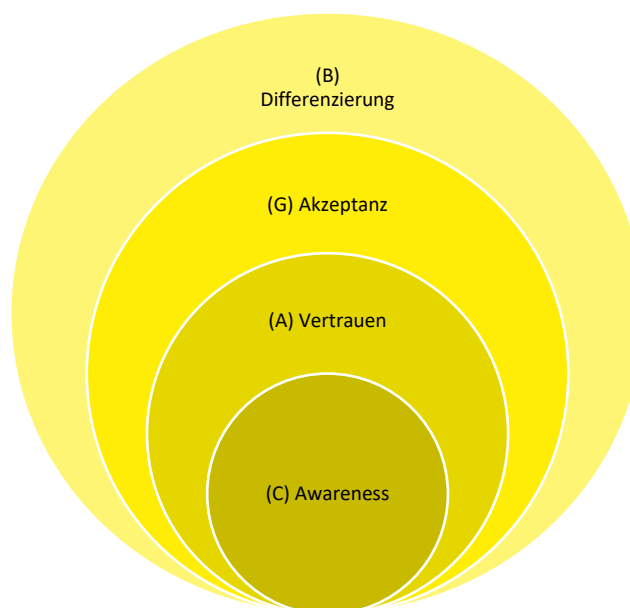 (B)
Differenzierung
(G) Akzeptanz
(A) Vertrauen
(C) Awareness